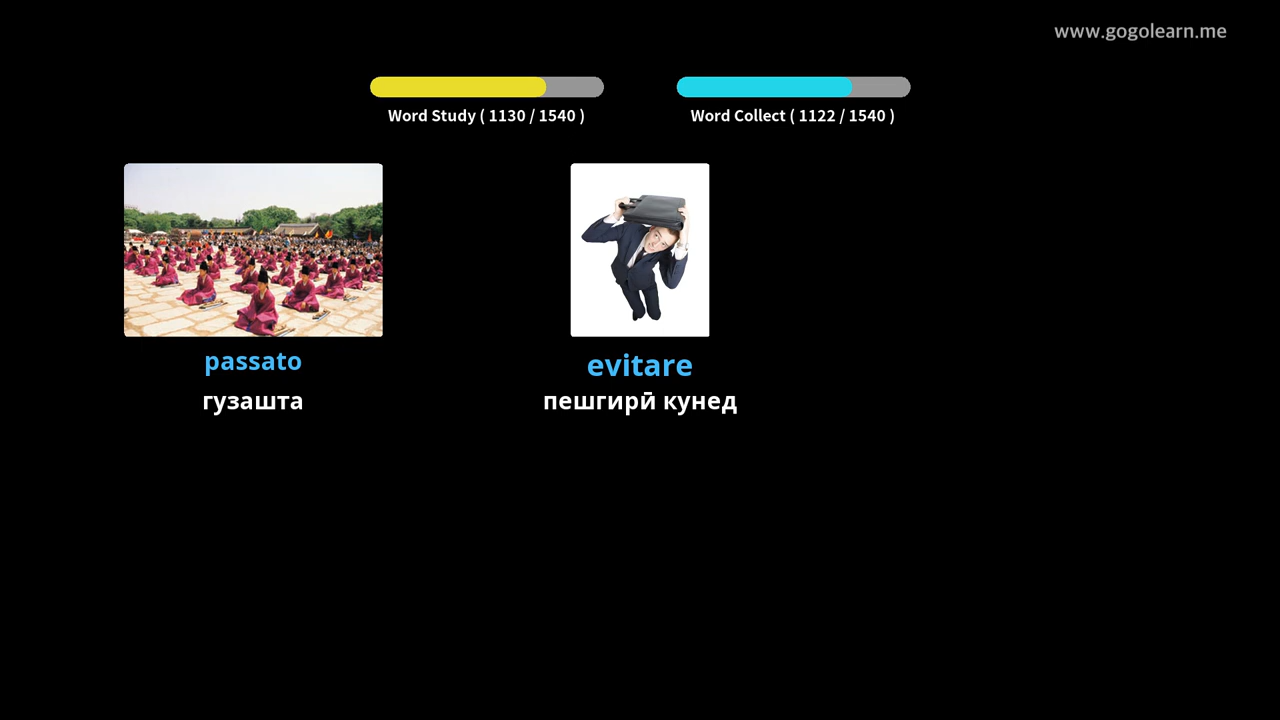 www.gogolearn.me
Word Study ( 1130 / 1540 )
Word Collect ( 1122 / 1540 )
passato
гузашта
evitare
пешгирӣ кунед